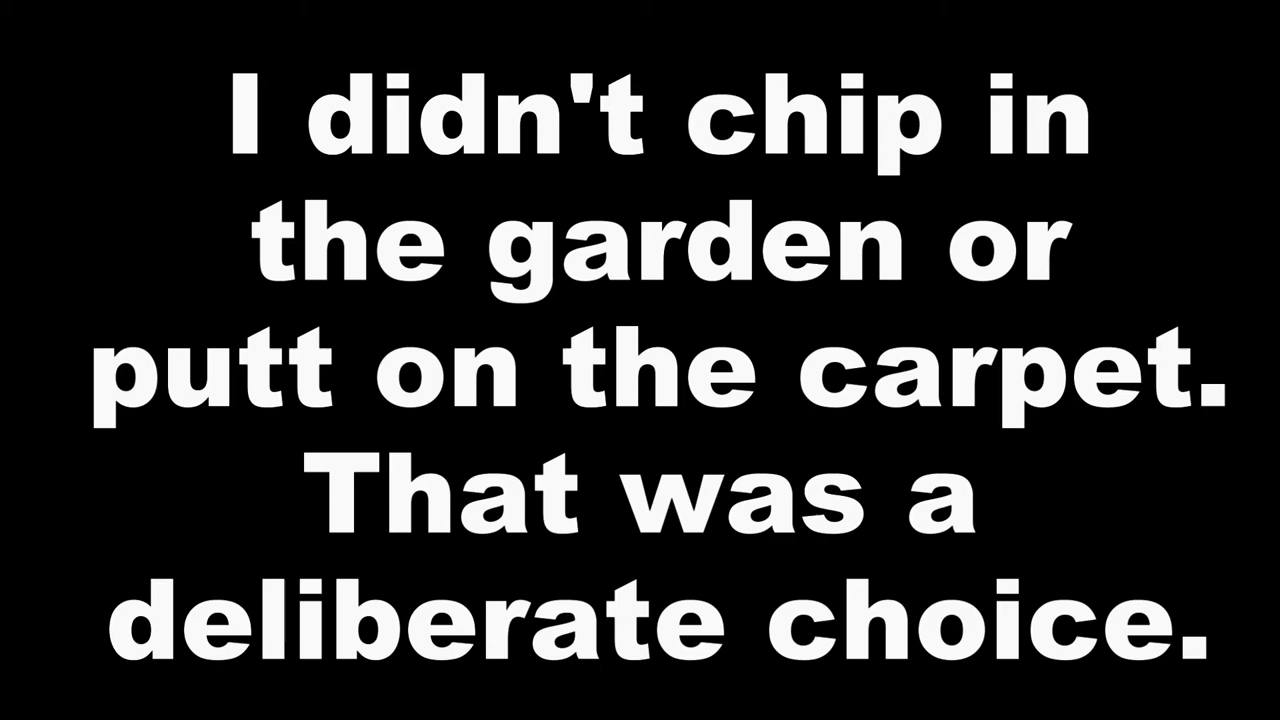 I didn't chip in
the garden or
putt on the carpet.
That was a
deliberate choice.